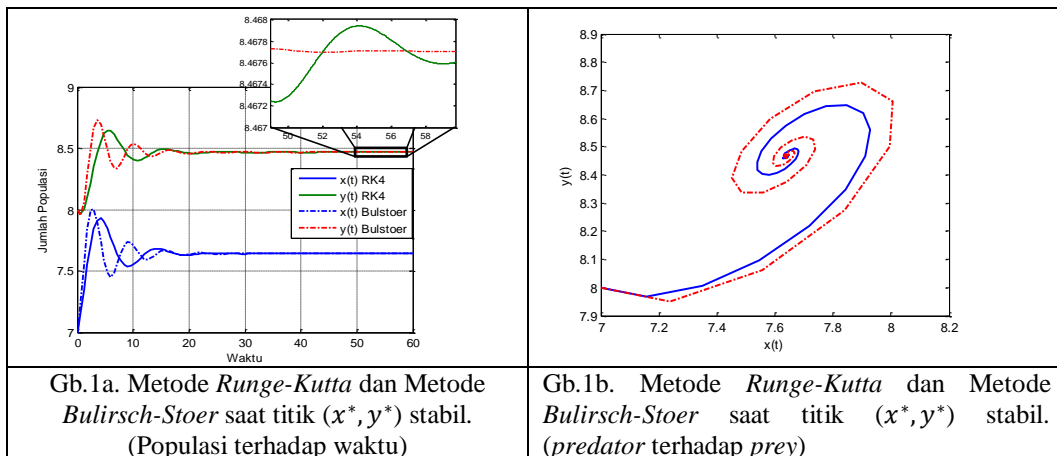 8.468
8.4678
8.4676
8.4674
8.4672
8.467
50 52 54 56 58
9
8.5
8
7.5
7
0 10 20 30 40 50 60
Jumlah Populasi
Waktu
x(t) RK4
y(t) RK4
x(t) Bulstoer
y(t) Bulstoer
8.9
8.8
8.7
8.6
8.5
8.4
8.3
8.2
8.1
8
7.9
7 7.2 7.4 7.6 7.8 8 8.2
y(t)
x(t)
Gb.1a. Metode Runge-Kutta dan Metode
Bulirsch-Stoer saat titik (x*, y*) stabil.
(Populasi terhadap waktu)
Gb.1b. Metode Runge-Kutta dan Metode
Bulirsch-Stoer saat titik (x*, y*) stabil.
(predator terhadap prey)